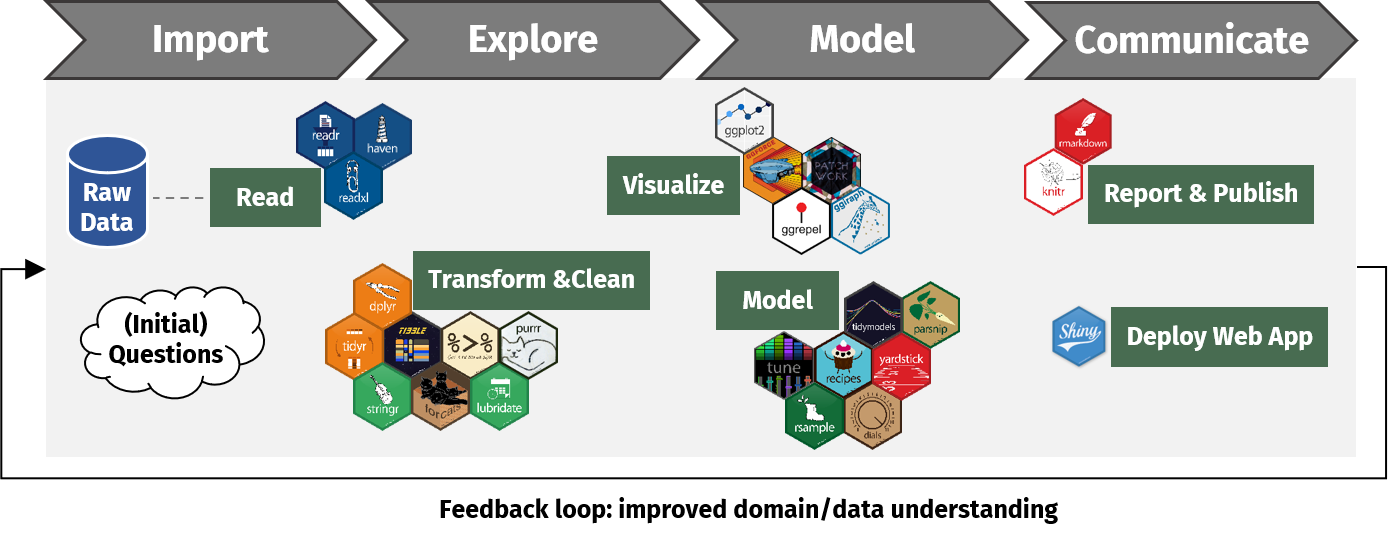 Import
Explore
Model
Communicate
Raw
Data
Read
readr
haven
readxl
(Initial)
Questions
Transform &Clean
dplyr
tidyr
TIBBLE
%>%
purrr
stringr
forcats
lubridate
Visualize
ggplot2
GGFORCE
PATCH
WORK
ggrepel
ggiraph
Model
tidymodels
parsnip
tune
recipes
yardstick
rsample
dials
rmarkdown
knitr
Report & Publish
Shiny
Deploy Web App
Feedback loop: improved domain/data understanding